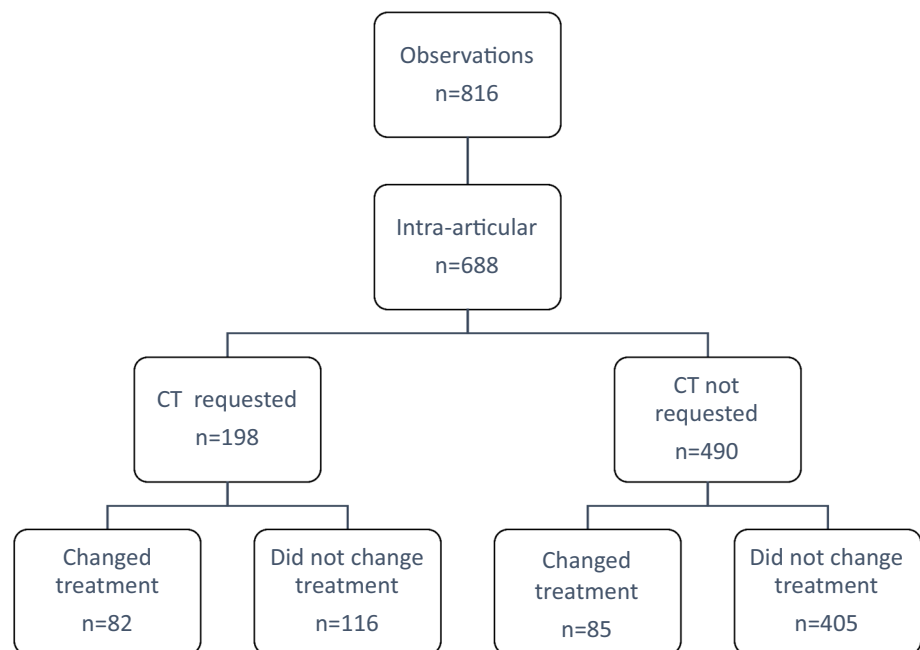 Observations
n=816
Intra-articular
n=688
CT requested
n=198
CT not
requested
n=490
Changed
treatment
n=82
Did not change
treatment
n=116
Changed
treatment
n=85
Did not change
treatment
n=405